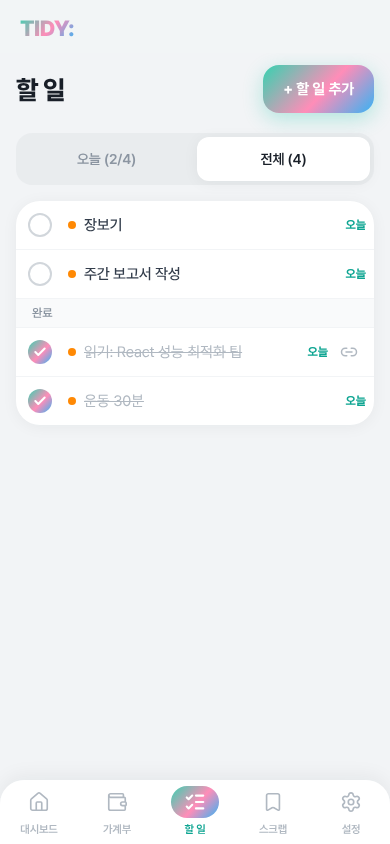 TIDY:
할 일
+ 할 일 추가
오늘 (2/4)
전체 (4)
장보기
오늘
주간 보고서 작성
오늘
완료
읽기: React 성능 최적화 팁
오늘
운동 30분
오늘
대시보드
가계부
할 일
스크랩
설정